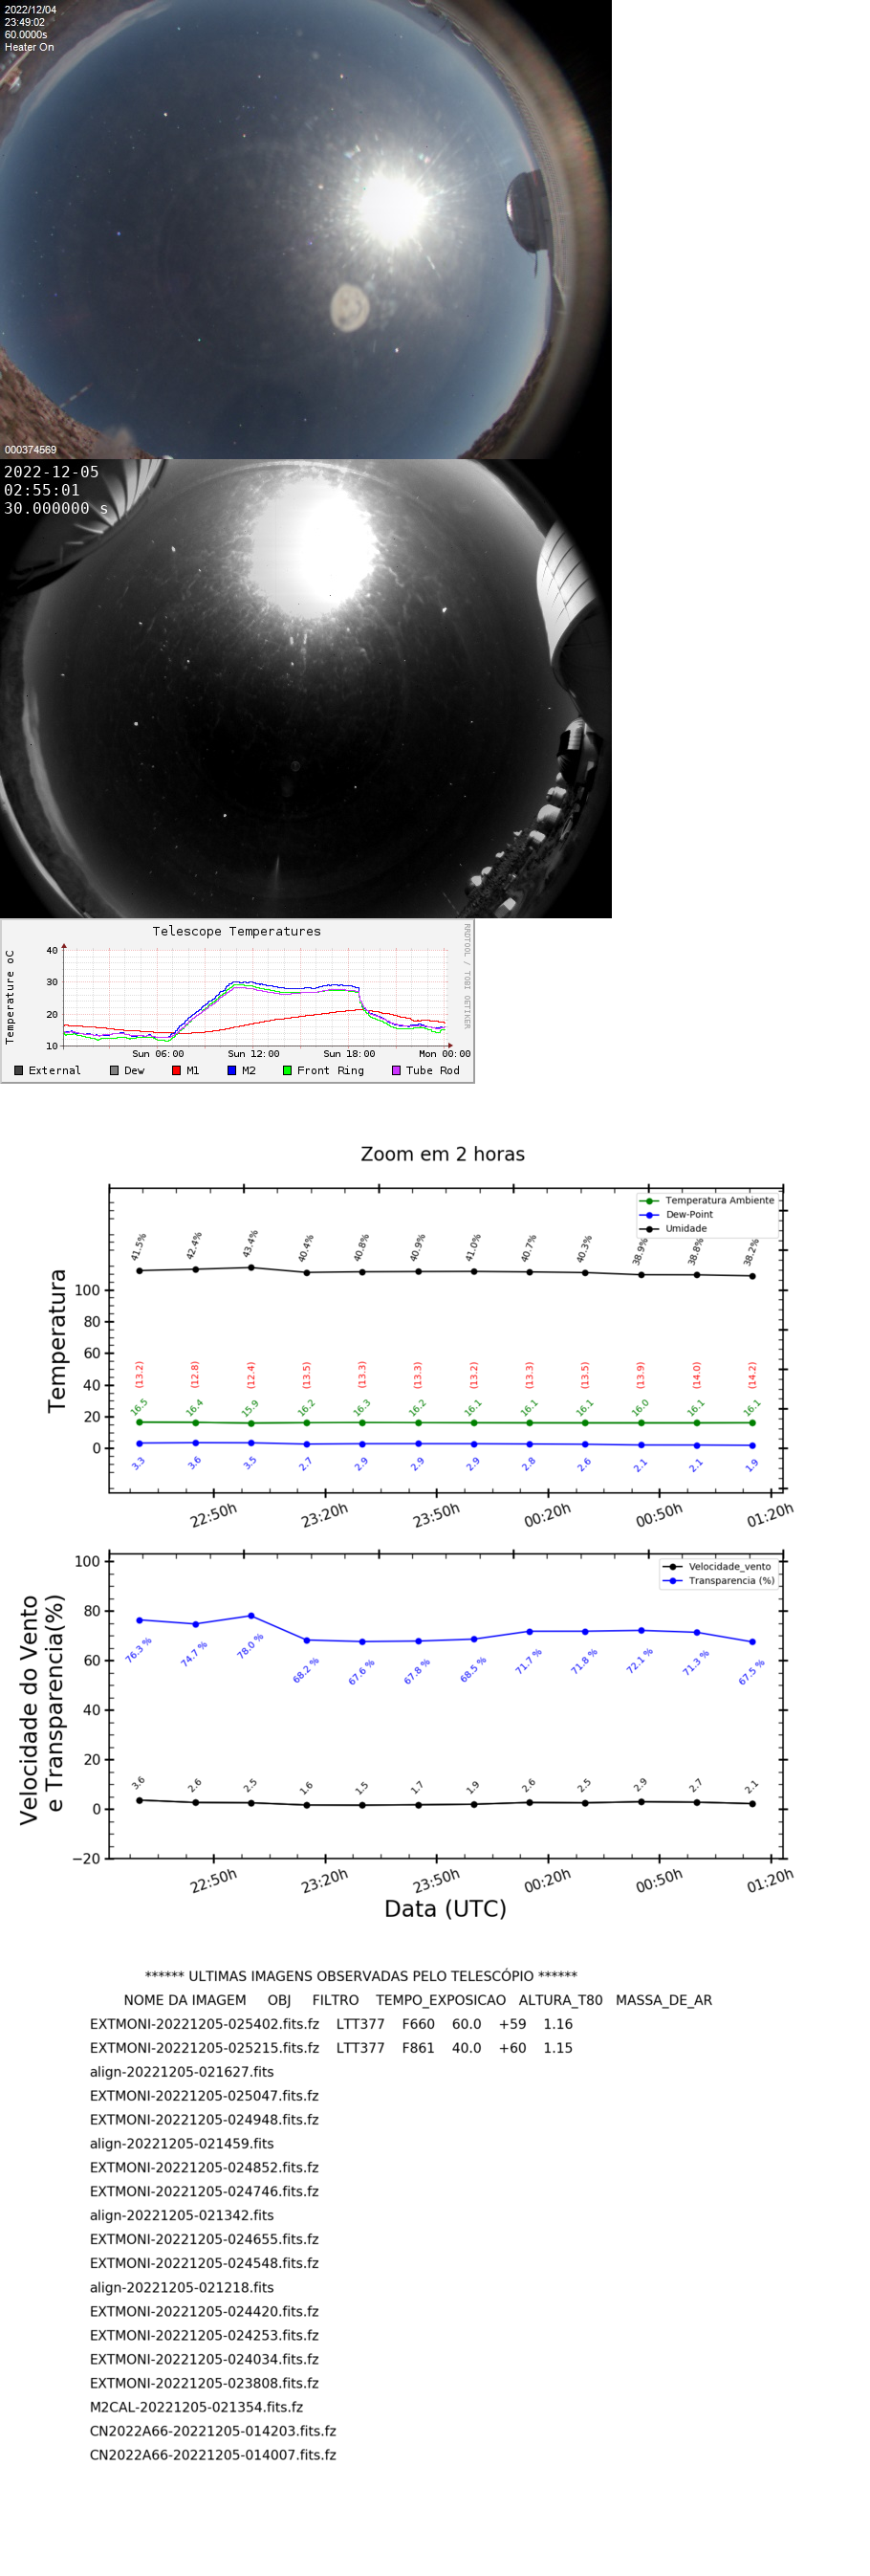 2022/12/04
23:49:02
60.0000s
Heater On
000374569
2022-12-05
02:55:01
30.000000 s
Telescope Temperatures
RRDTOOL / TOBI OETIKER
Temperature oC
40
30
20
10
Sun 06:00 Sun 12:00 Sun 18:00 Mon 00:00
External Dew M1 M2 Front Ring Tube Rod
Zoom em 2 horas
Temperatura Ambiente
Dew-Point
Umidade
Temperatura
100
80
60
40
20
0
41.5% 42.4% 43.4% 40.4% 40.8% 40.9% 41.0% 40.7% 40.3% 38.9% 38.8% 38.2%
(13.2) (12.8) (12.4) (13.5) (13.3) (13.3) (13.2) (13.3) (13.5) (13.9) (14.0) (14.2)
16.5 16.4 15.9 16.2 16.3 16.2 16.1 16.1 16.1 16.0 16.1 16.1
3.3 3.6 3.5 2.7 2.9 2.9 2.9 2.8 2.6 2.1 2.1 1.9
22:50h 23:20h 23:50h 00:20h 00:50h 01:20h
Velocidade_vento
Transparencia (%)
Velocidade do Vento
e Transparencia(%)
100
80
60
40
20
0
−20
76.3 % 74.7 % 78.0 % 68.2 % 67.6 % 67.8 % 68.5 % 71.7 % 71.8 % 72.1 % 71.3 % 67.5 %
3.6 2.6 2.5 1.6 1.5 1.7 1.9 2.6 2.5 2.9 2.7 2.1
22:50h 23:20h 23:50h 00:20h 00:50h 01:20h
Data (UTC)
****** ULTIMAS IMAGENS OBSERVADAS PELO TELESCÓPIO ******
NOME DA IMAGEM OBJ FILTRO TEMPO_EXPOSICAO ALTURA_T80 MASSA_DE_AR
EXTMONI-20221205-025402.fits.fz LTT377 F660 60.0 +59 1.16
EXTMONI-20221205-025215.fits.fz LTT377 F861 40.0 +60 1.15
align-20221205-021627.fits
EXTMONI-20221205-025047.fits.fz
EXTMONI-20221205-024948.fits.fz
align-20221205-021459.fits
EXTMONI-20221205-024852.fits.fz
EXTMONI-20221205-024746.fits.fz
align-20221205-021342.fits
EXTMONI-20221205-024655.fits.fz
EXTMONI-20221205-024548.fits.fz
align-20221205-021218.fits
EXTMONI-20221205-024420.fits.fz
EXTMONI-20221205-024253.fits.fz
EXTMONI-20221205-024034.fits.fz
EXTMONI-20221205-023808.fits.fz
M2CAL-20221205-021354.fits.fz
CN2022A66-20221205-014203.fits.fz
CN2022A66-20221205-014007.fits.fz